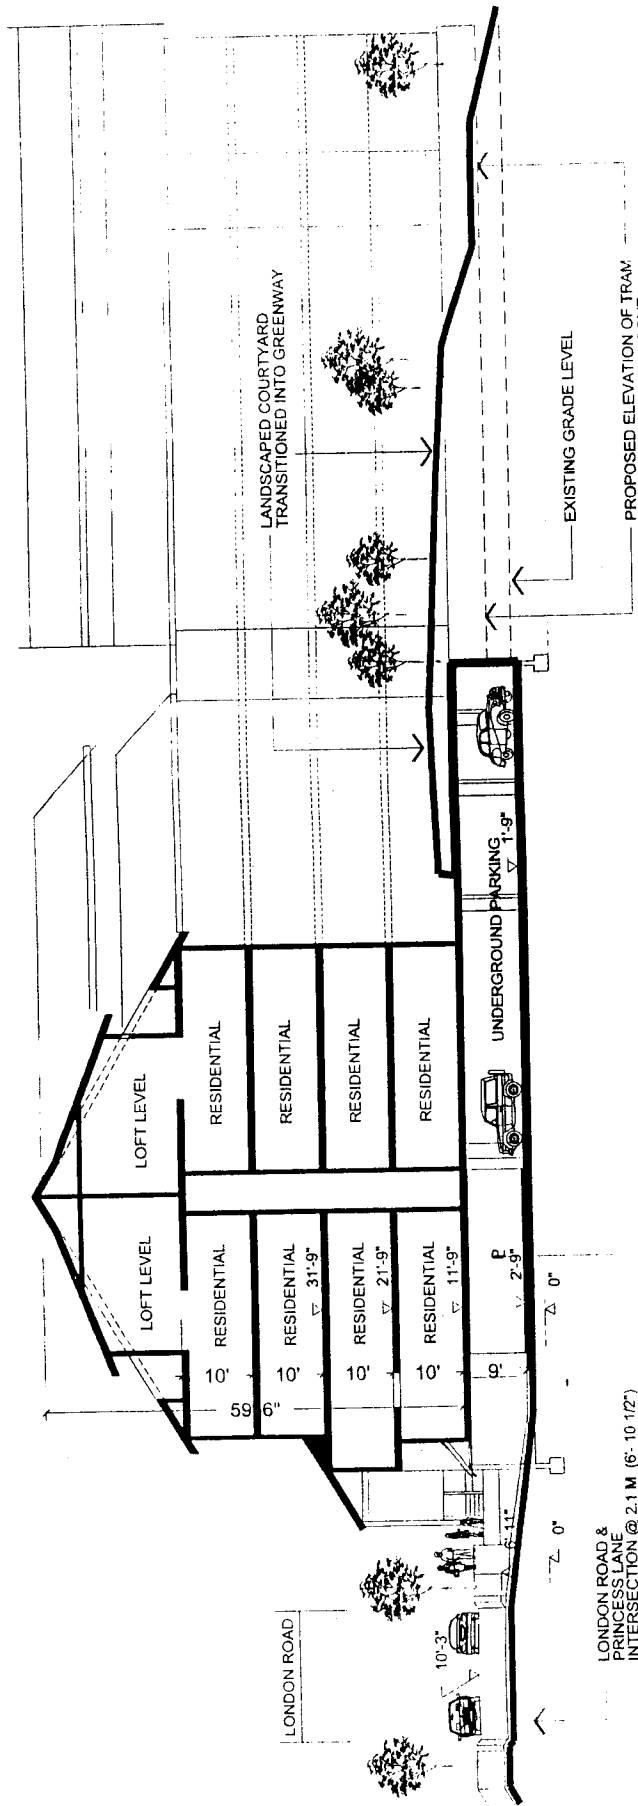 LONDON ROAD
LOFT LEVEL
LOFT LEVEL
RESIDENTIAL
RESIDENTIAL
RESIDENTIAL
RESIDENTIAL
RESIDENTIAL
RESIDENTIAL
RESIDENTIAL
RESIDENTIAL
10'
10'
10'
10'
9'
31'-9"
21'-9"
11'-9"
2'-9"
0"
0"
10'-3"
6'-11"
UNDERGROUND PARKING
1'-9"
LANDSCAPED COURTYARD
TRANSITIONED INTO GREENWAY
EXISTING GRADE LEVEL
PROPOSED ELEVATION OF TRAM
LONDON ROAD &
PRINCESS LANE
INTERSECTION @ 2.1 M (6'- 10 1/2")